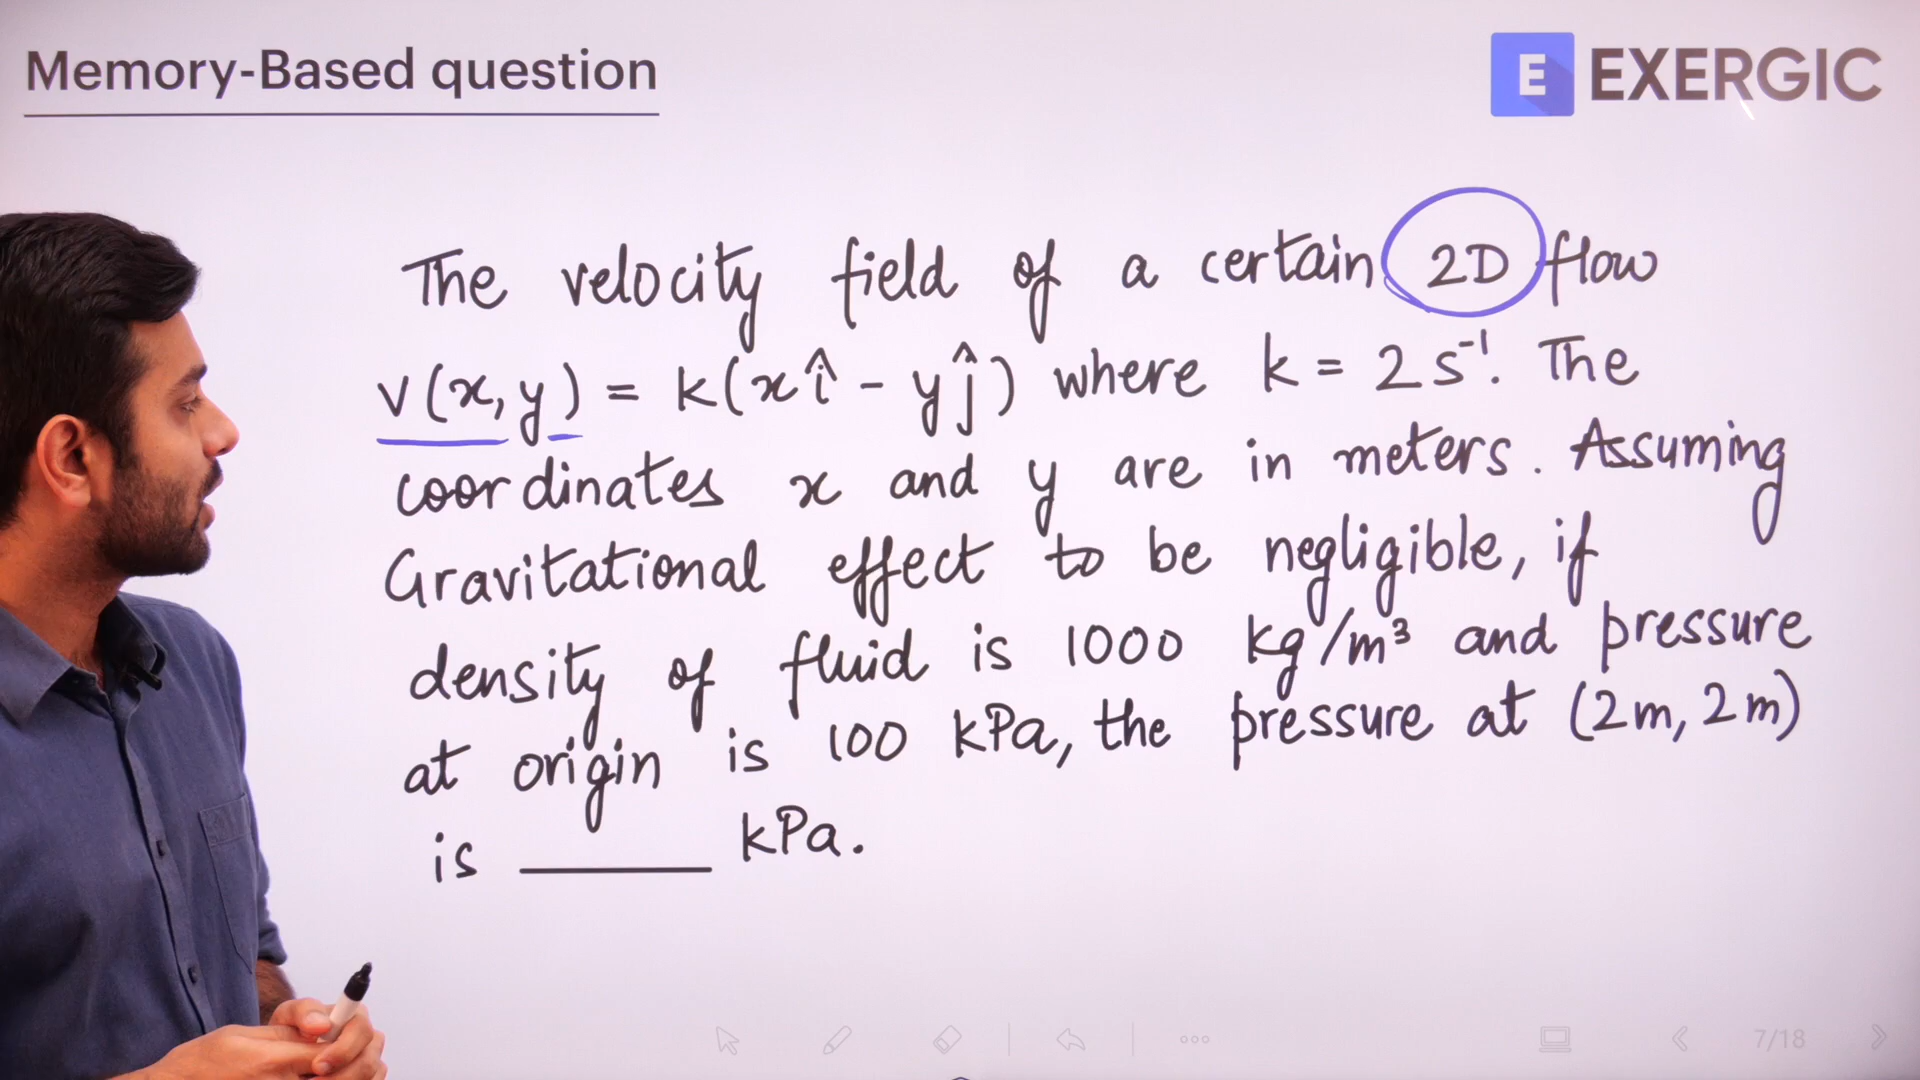 Memory-Based question
E EXERGIC
The velocity field of a certain 2D flow
v(x,y) = k(xî - yĵ) where k = 2 s⁻¹. The
coordinates x and y are in meters. Assuming
Gravitational effect to be negligible, if
density of fluid is 1000 kg/m³ and pressure
at origin is 100 kPa, the pressure at (2m, 2m)
is ______ kPa.
7/18